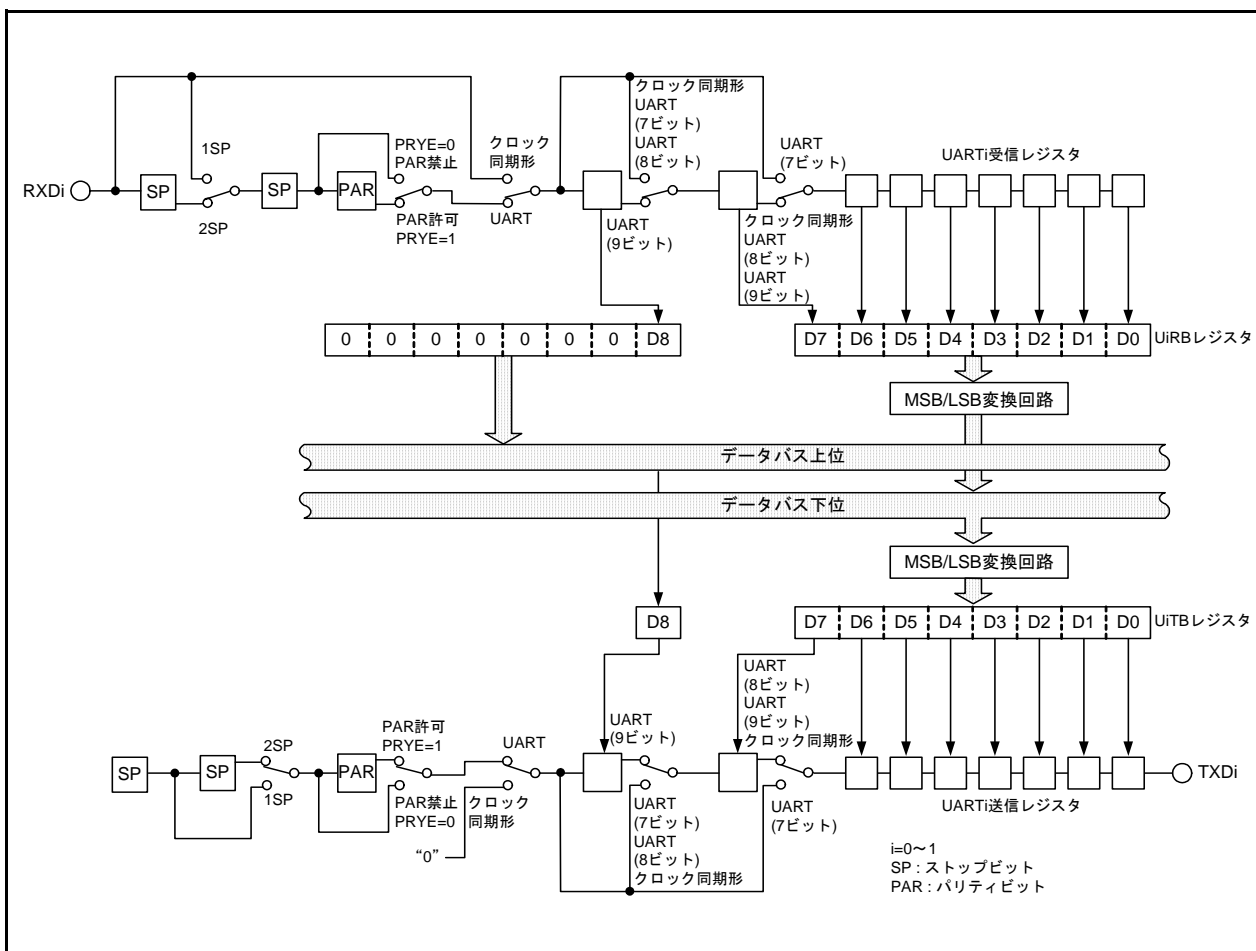 クロック同期形
UART
(7ビット)
UART
(8ビット)
UART
(7ビット)
UARTi受信レジスタ
1SP
PRYE=0
PAR禁止
クロック
同期形
RXDi
SP
SP
PAR
2SP
PAR許可
PRYE=1
UART
UART
(9ビット)
クロック同期形
UART
(8ビット)
UART
(9ビット)
0 0 0 0 0 0 0 D8
D7 D6 D5 D4 D3 D2 D1 D0
UiRBレジスタ
MSB/LSB変換回路
データバス上位
データバス下位
MSB/LSB変換回路
D8
D7 D6 D5 D4 D3 D2 D1 D0
UiTBレジスタ
UART
(8ビット)
UART
(9ビット)
クロック同期形
UART
(9ビット)
PAR許可
PRYE=1
UART
2SP
SP
SP
PAR
TXDi
1SP
PAR禁止
PRYE=0
クロック
同期形
“0”
UART
(7ビット)
UART
(8ビット)
クロック同期形
UART
(7ビット)
UARTi送信レジスタ
i=0〜1
SP : ストップビット
PAR : パリティビット